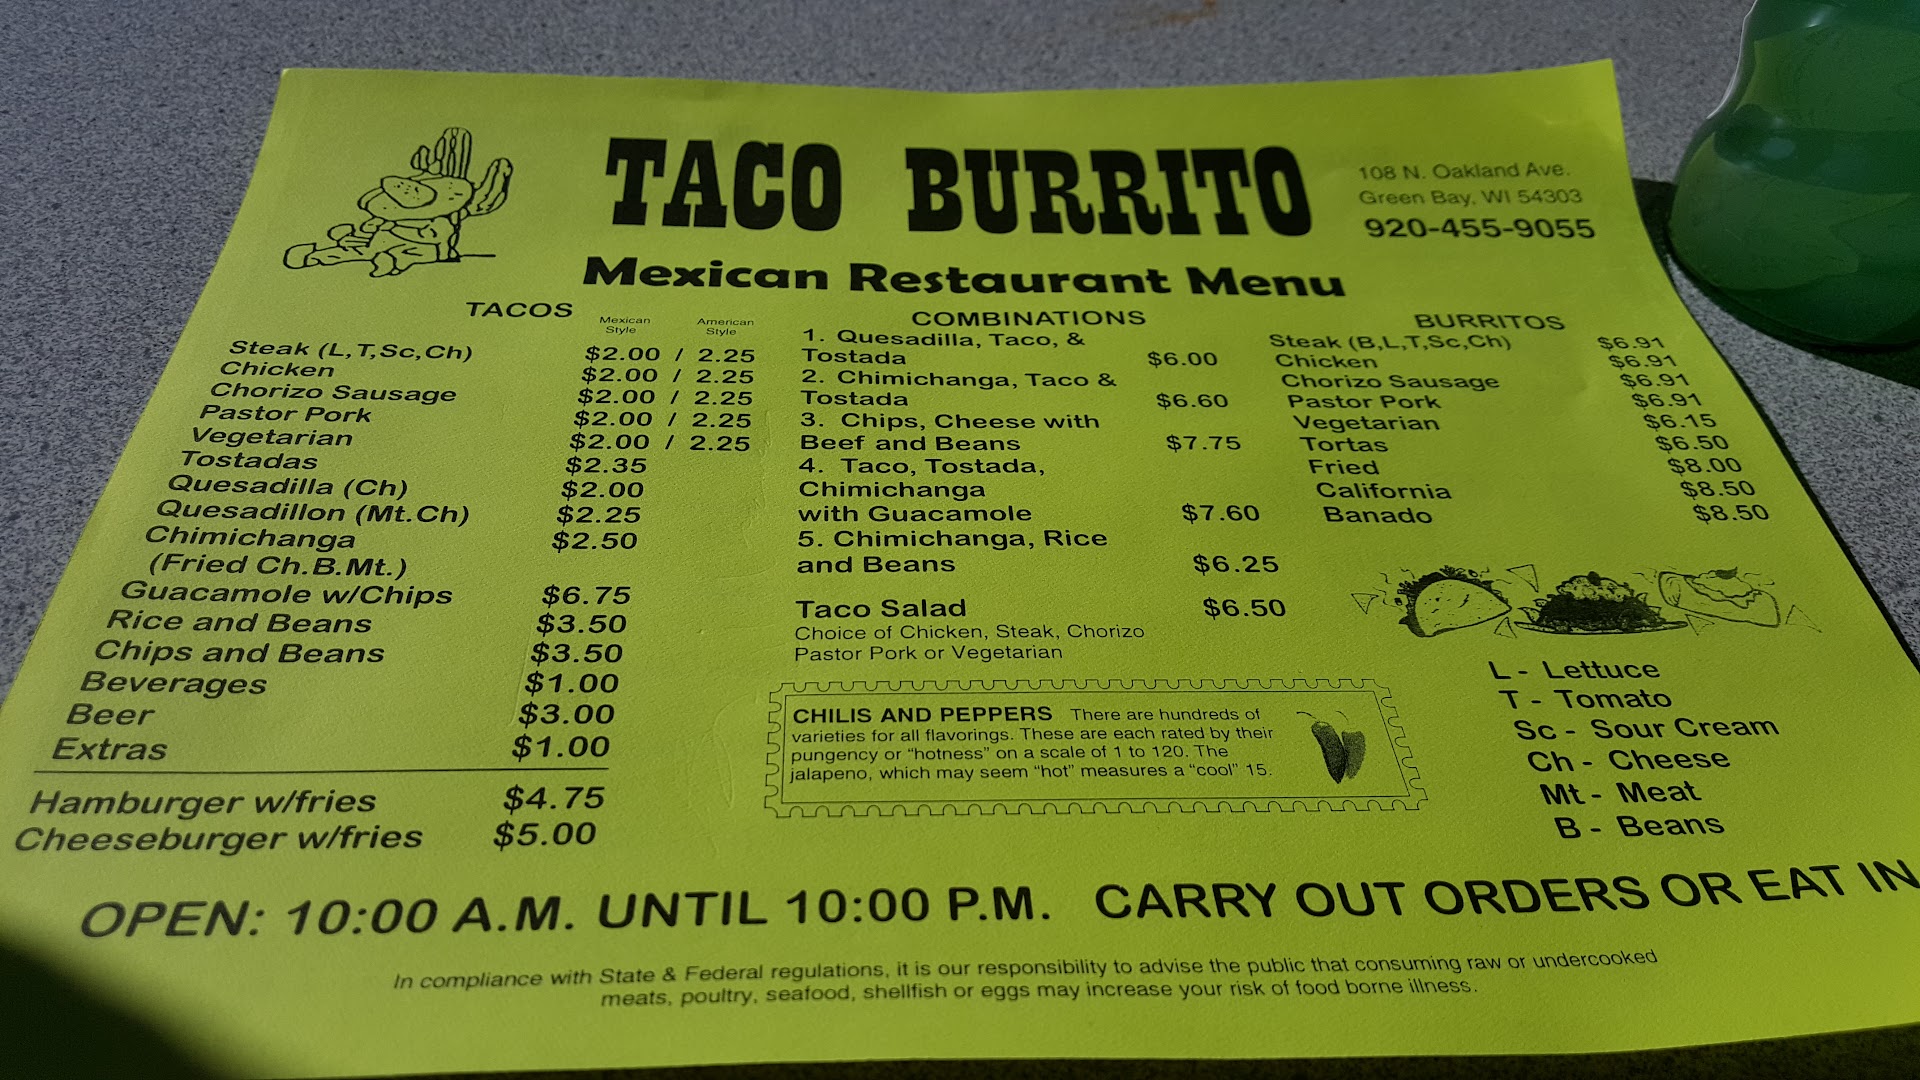 TACO BURRITO
108 N. Oakland Ave.
Green Bay, WI 54303
920-455-9055
Mexican Restaurant Menu
TACOS
Mexican Style
American Style
Steak (L,T,Sc,Ch) $2.00 / 2.25
Chicken $2.00 / 2.25
Chorizo Sausage $2.00 / 2.25
Pastor Pork $2.00 / 2.25
Vegetarian $2.00 / 2.25
Tostadas $2.35
Quesadilla (Ch) $2.00
Quesadillon (Mt.Ch) $2.25
Chimichanga $2.50
(Fried Ch.B.Mt.)
Guacamole w/Chips $6.75
Rice and Beans $3.50
Chips and Beans $3.50
Beverages $1.00
Beer $3.00
Extras $1.00
Hamburger w/fries $4.75
Cheeseburger w/fries $5.00
COMBINATIONS
1. Quesadilla, Taco, &
Tostada $6.00
2. Chimichanga, Taco &
Tostada $6.60
3. Chips, Cheese with
Beef and Beans $7.75
4. Taco, Tostada,
Chimichanga
with Guacamole $7.60
5. Chimichanga, Rice
and Beans $6.25
Taco Salad $6.50
Choice of Chicken, Steak, Chorizo
Pastor Pork or Vegetarian
CHILIS AND PEPPERS There are hundreds of
varieties for all flavorings. These are each rated by their
pungency or "hotness" on a scale of 1 to 120. The
jalapeno, which may seem "hot" measures a "cool" 15.
BURRITOS
Steak (B,L,T,Sc,Ch) $6.91
Chicken $6.91
Chorizo Sausage $6.91
Pastor Pork $6.91
Vegetarian $6.15
Tortas $6.50
Fried $8.00
California $8.50
Banado $8.50
L - Lettuce
T - Tomato
Sc - Sour Cream
Ch - Cheese
Mt - Meat
B - Beans
OPEN: 10:00 A.M. UNTIL 10:00 P.M. CARRY OUT ORDERS OR EAT IN
In compliance with State & Federal regulations, it is our responsibility to advise the public that consuming raw or undercooked
meats, poultry, seafood, shellfish or eggs may increase your risk of food borne illness.